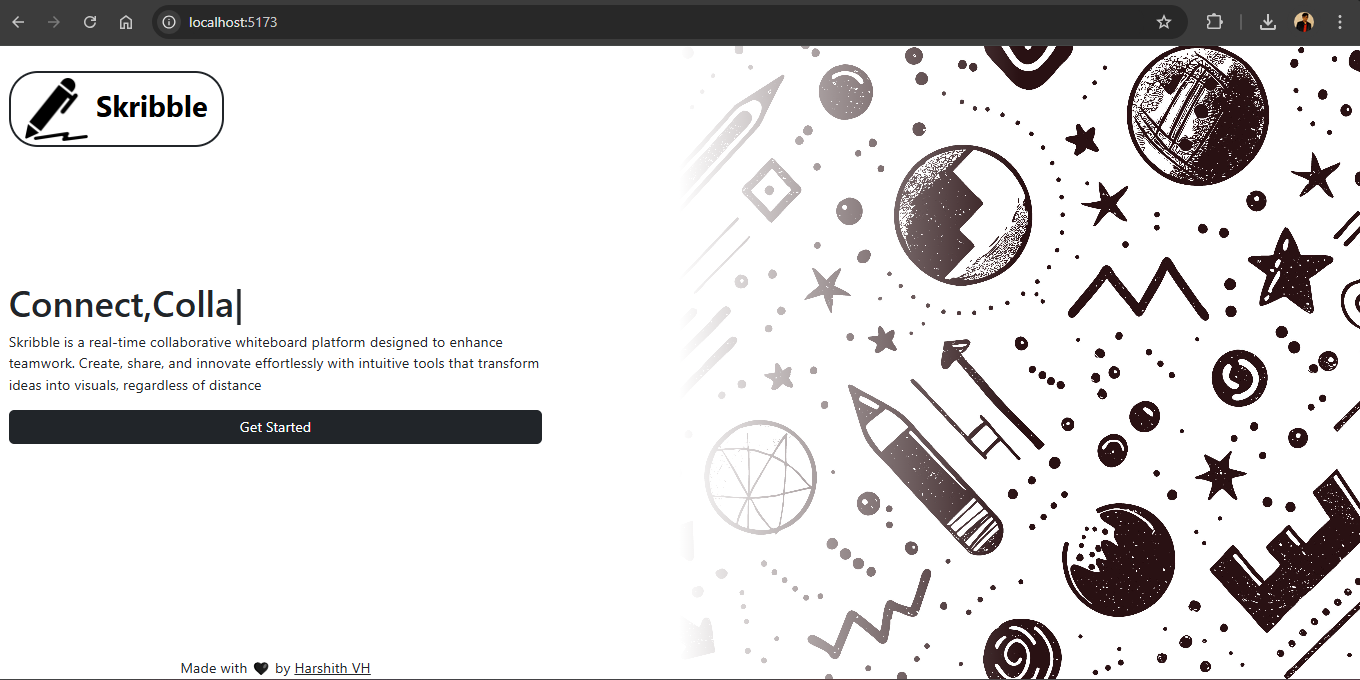 localhost:5173
Skribble
Connect,Colla|
Skribble is a real-time collaborative whiteboard platform designed to enhance
teamwork. Create, share, and innovate effortlessly with intuitive tools that transform
ideas into visuals, regardless of distance
Get Started
Made with 🖤 by Harshith VH